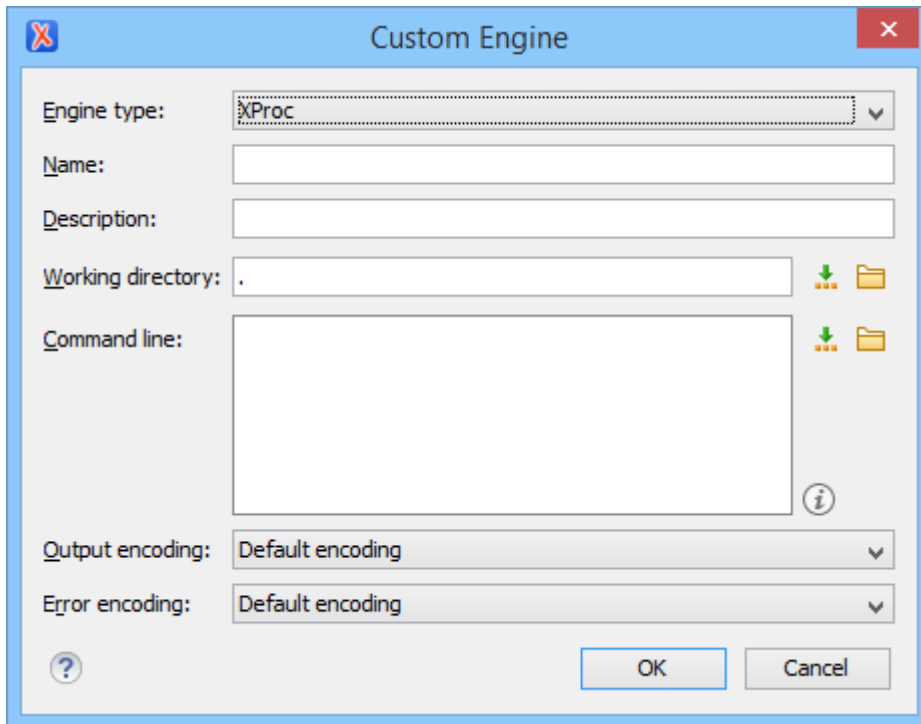 Custom Engine
Engine type: XProc
Name:
Description:
Working directory: .
Command line:
Output encoding: Default encoding
Error encoding: Default encoding
OK Cancel